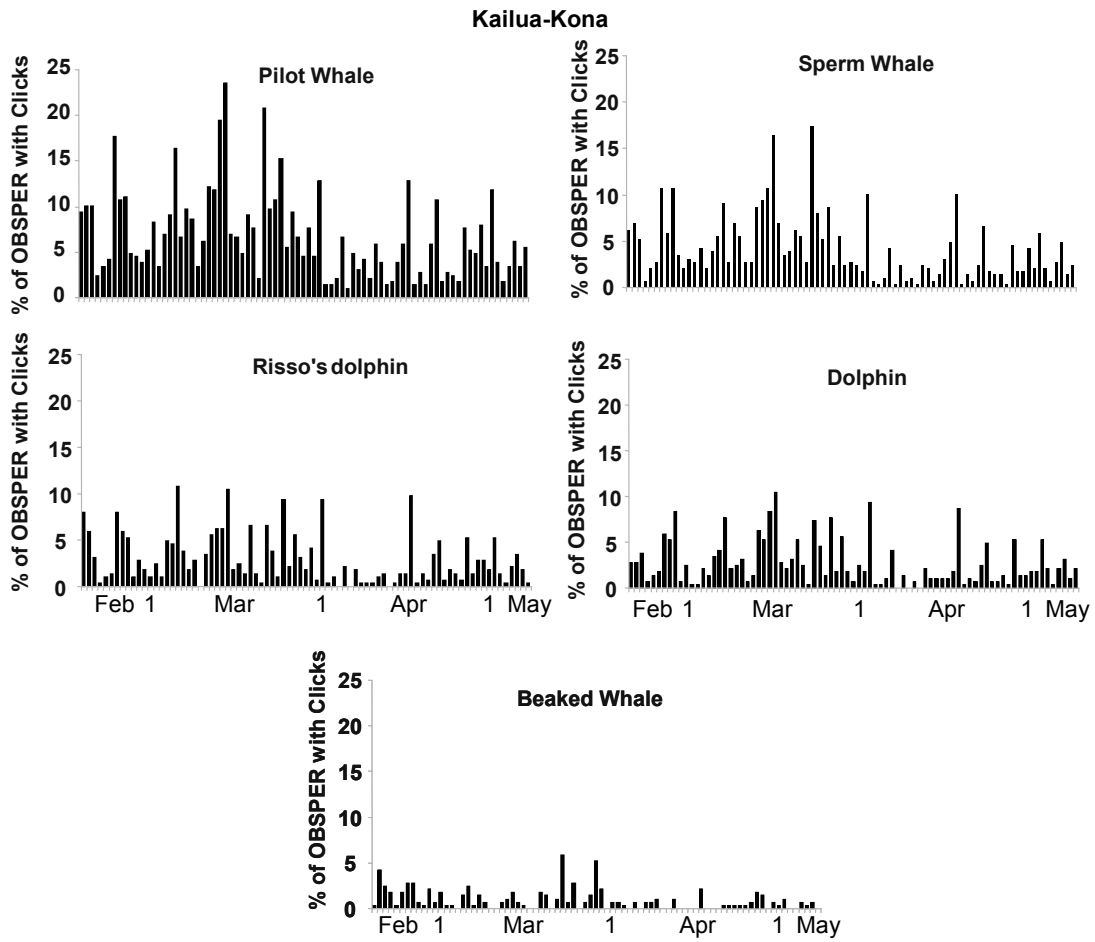 Kailua-Kona
Pilot Whale
% of OBSPER with Clicks
25
20
15
10
5
0
Sperm Whale
% of OBSPER with Clicks
25
20
15
10
5
0
Risso's dolphin
% of OBSPER with Clicks
25
20
15
10
5
0
Feb 1 Mar 1 Apr 1 May
Dolphin
% of OBSPER with Clicks
25
20
15
10
5
0
Feb 1 Mar 1 Apr 1 May
Beaked Whale
% of OBSPER with Clicks
25
20
15
10
5
0
Feb 1 Mar 1 Apr 1 May